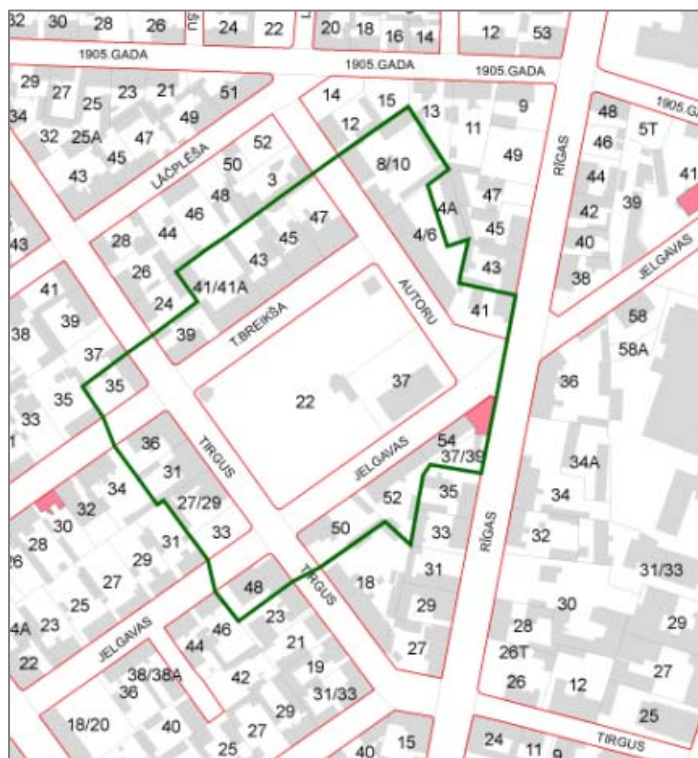 32 30 28 26
ŠU
24 22
20 18 16 14
12 53
1905.GADA
1905.GADA
1905.GADA
1905.GA
29 27 25 23 21 51
34 32 25A 47 49
45
43
LĀČPLĒŠA
14 15 13 9
12 11
8/10 49
48 5T
46
44 41
42 39
40
38
RĪGAS
JELGAVAS
52
50 3
48
46 47
44 45
28 43
26 41/41A
24
39
T.BREIKŠA
AUTORU
4A 47
4/6 45
43
41
43
41
39
38
37
35 35
33
58
58A
36
34A
34
32
22
37
TIRGUS
JELGAVAS
54
37/39
52 35
50 33
36
31
27/29
34 33
32 31
30
28 29
26 27
25
23
4A
22
JELGAVAS
48
TIRGUS
18
31
29
27
RĪGAS
31/33
30 29
28
26T 27
26 12
25
46 23
44 21
42 19
38/38A 31/33
36 29
18/20 40 27
25
40 15
24 11 9
TIRGUS